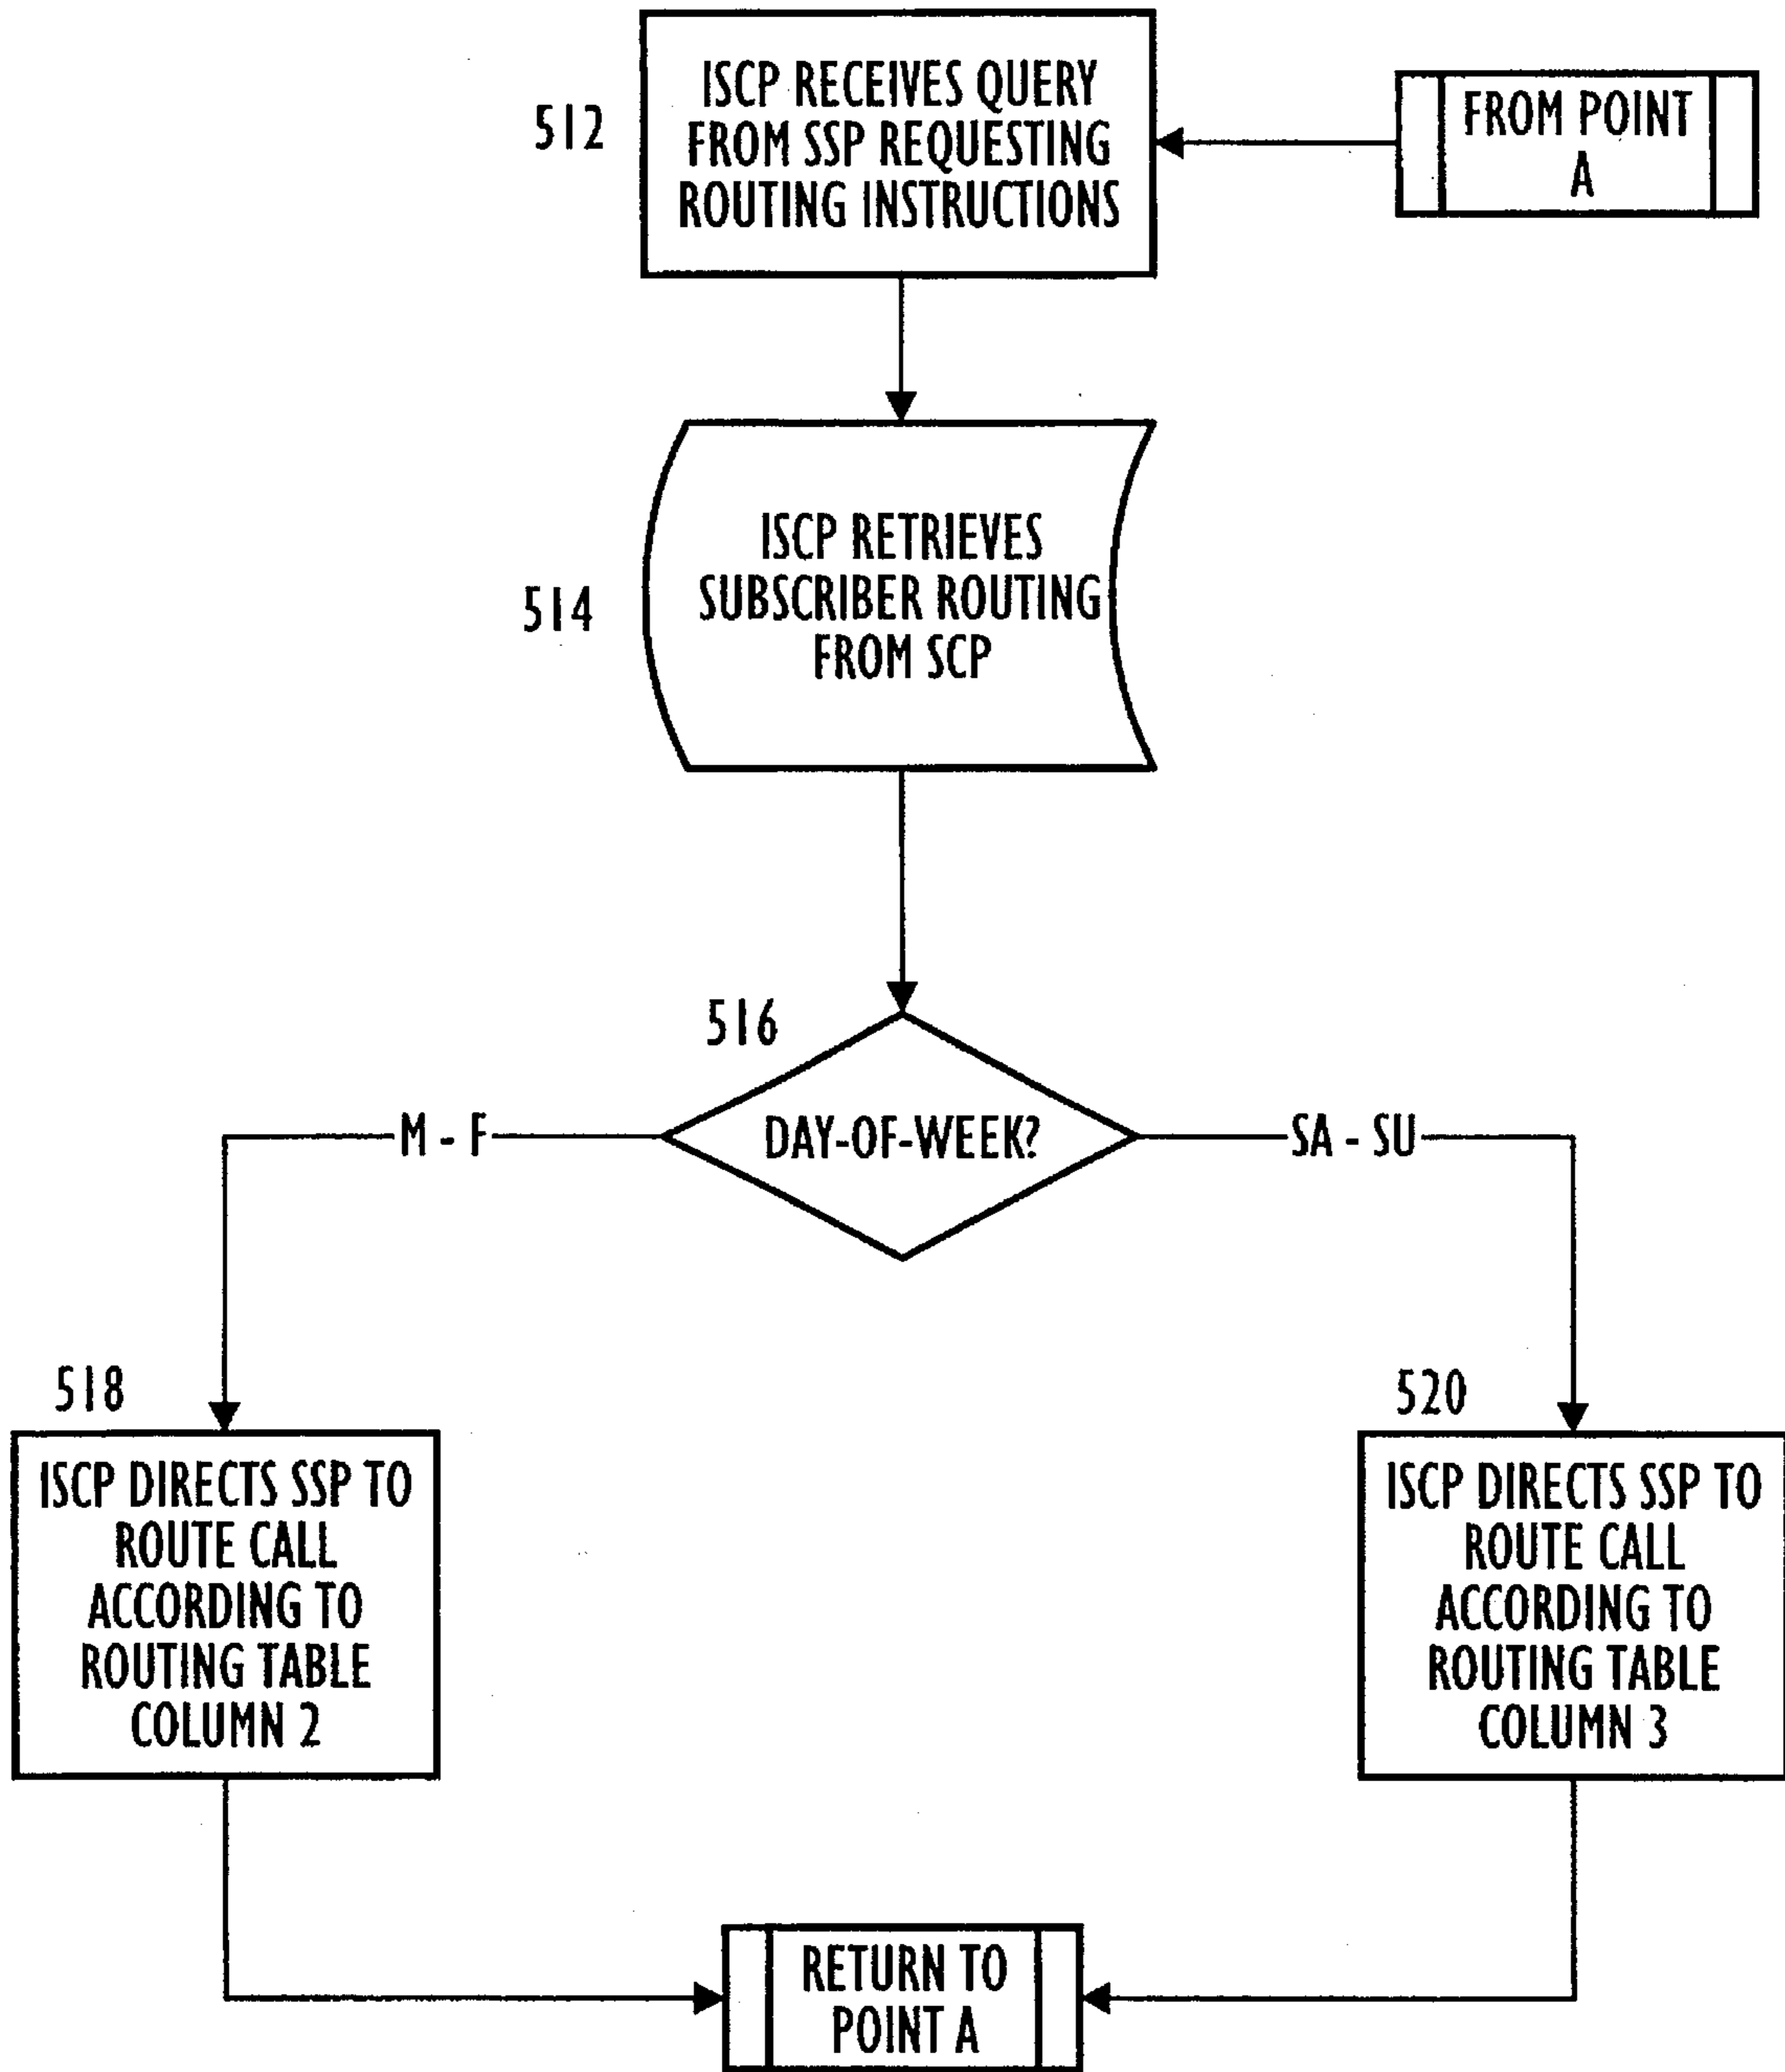 512
ISCP RECEIVES QUERY
FROM SSP REQUESTING
ROUTING INSTRUCTIONS
FROM POINT
A
514
ISCP RETRIEVES
SUBSCRIBER ROUTING
FROM SCP
516
M - F
DAY-OF-WEEK?
SA - SU
518
ISCP DIRECTS SSP TO
ROUTE CALL
ACCORDING TO
ROUTING TABLE
COLUMN 2
520
ISCP DIRECTS SSP TO
ROUTE CALL
ACCORDING TO
ROUTING TABLE
COLUMN 3
RETURN TO
POINT A